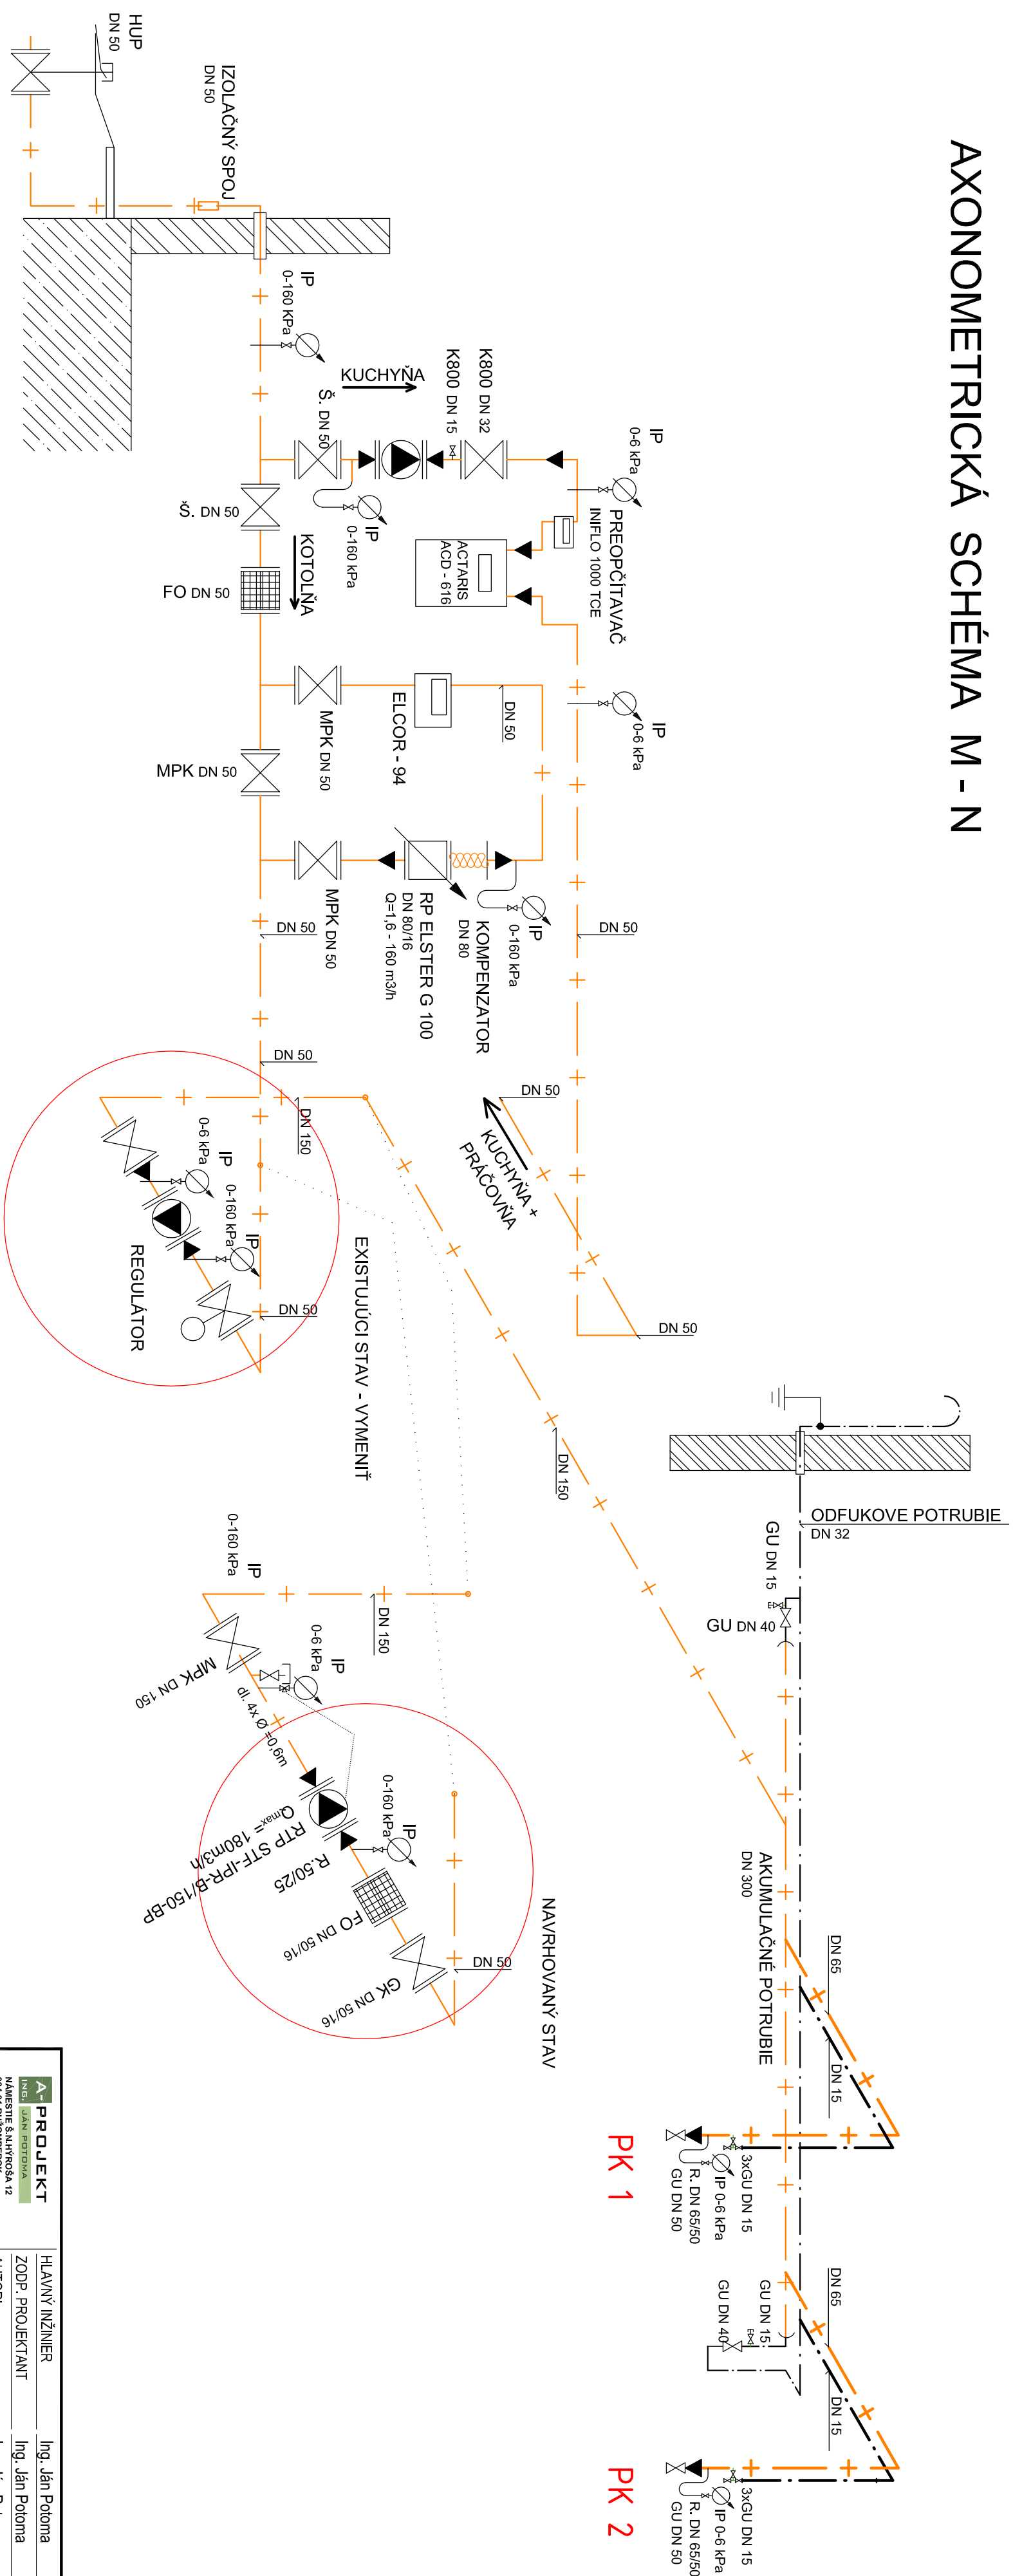 AXONOMETRICKÁ SCHÉMA M - N
HUP
DN 50
IZOLAČNÝ SPOJ
DN 50
IP
0-160 KPa
KUCHYŇA
Š. DN 50
K800 DN 15
K800 DN 32
IP
0-160 kPa
IP
0-6 kPa
PREOPČÍTAVAČ
INIFLO 1000 TCE
ACTARIS
ACD - 616
Š. DN 50
KOTOLŇA
FO DN 50
IP
0-6 kPa
DN 50
ELCOR - 94
MPK DN 50
MPK DN 50
MPK DN 50
RP ELSTER G 100
DN 80/16
Q=1,6 - 160 m3/h
KOMPENZATOR
DN 80
IP
0-160 kPa
DN 50
DN 50
DN 50
DN 50
KUCHYŇA +
PRÁČOVŇA
DN 50
DN 150
IP
0-6 kPa
IP
0-160 kPa
REGULÁTOR
DN 50
EXISTUJÚCI STAV - VYMENIŤ
DN 150
ODFUKOVE POTRUBIE
DN 32
GU DN 15
GU DN 40
IP
0-160 kPa
DN 150
MPK DN 150
IP
0-6 kPa
dl. 4x Ø =0,6m
RTP STF-IPR-B/150-BP
Qmax= 180m3/h
R.50/25
IP
0-160 kPa
FO DN 50/16
GK DN 50/16
DN 50
NAVRHOVANÝ STAV
AKUMULAČNÉ POTRUBIE
DN 300
DN 65
DN 15
3xGU DN 15
IP 0-6 kPa
R. DN 65/50
GU DN 50
PK 1
DN 65
DN 15
GU DN 15
GU DN 40
3xGU DN 15
IP 0-6 kPa
R. DN 65/50
GU DN 50
PK 2
A-PROJEKT
ING. JÁN POTOMA
NÁMESTIE Š.N.HÝROŠA 12
HLAVNÝ INŽINIER
Ing. Ján Potoma
ZODP. PROJEKTANT
Ing. Ján Potoma